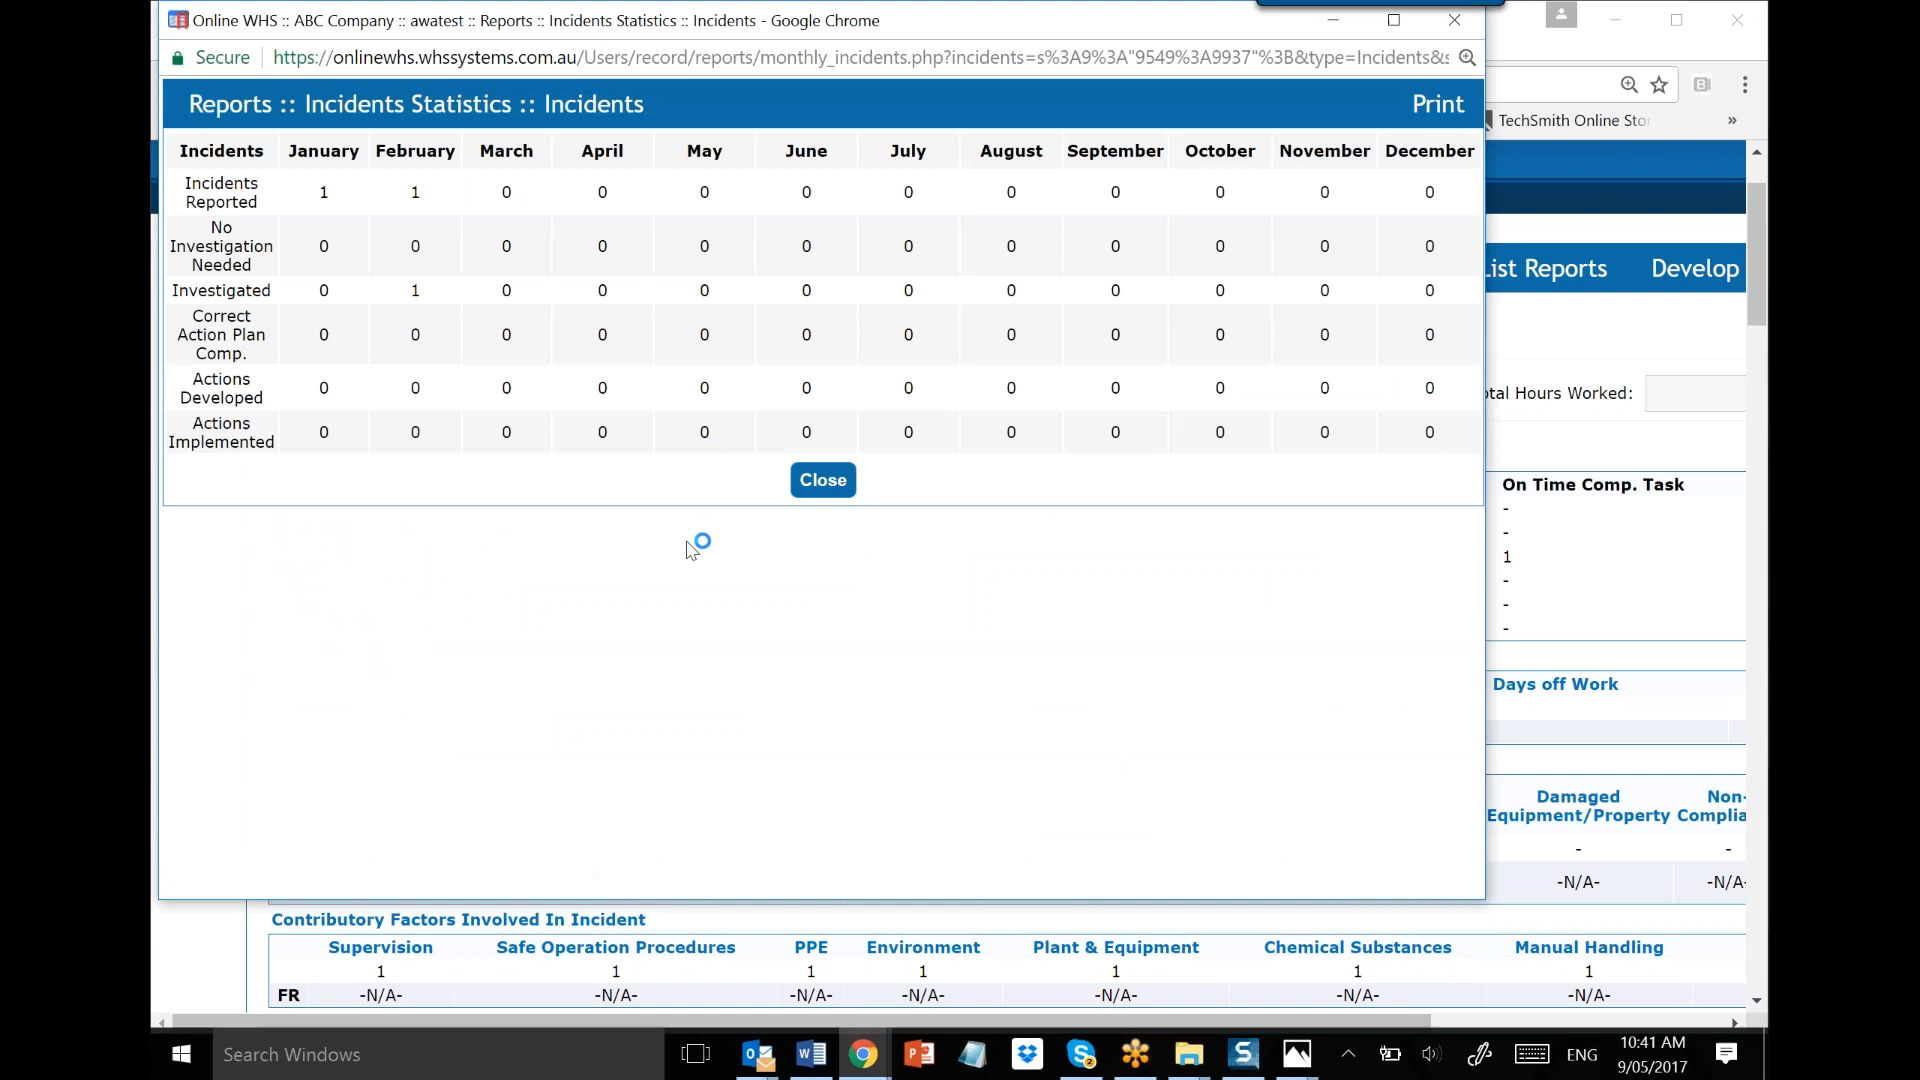 Online WHS :: ABC Company :: awatest :: Reports :: Incidents Statistics :: Incidents - Google Chrome
Secure https://onlinewhs.whssystems.com.au/Users/record/reports/monthly_incidents.php?incidents=s%3A9%3A"9549%3A9937"%3B&type=Incidents&s
TechSmith Online Sto
»
Reports :: Incidents Statistics :: Incidents Print
Incidents January February March April May June July August September October November December
Incidents
Reported 1 1 0 0 0 0 0 0 0 0 0 0
No
Investigation
Needed 0 0 0 0 0 0 0 0 0 0 0 0
Investigated 0 1 0 0 0 0 0 0 0 0 0 0
Correct
Action Plan
Comp. 0 0 0 0 0 0 0 0 0 0 0 0
Actions
Developed 0 0 0 0 0 0 0 0 0 0 0 0
Actions
Implemented 0 0 0 0 0 0 0 0 0 0 0 0
Close
List Reports Develop
otal Hours Worked:
On Time Comp. Task
-
-
1
-
-
-
Days off Work
Damaged
Equipment/Property
Non-
Complia
- -
-N/A- -N/A-
Contributory Factors Involved In Incident
Supervision Safe Operation Procedures PPE Environment Plant & Equipment Chemical Substances Manual Handling
1 1 1 1 1 1 1
FR -N/A- -N/A- -N/A- -N/A- -N/A- -N/A- -N/A-
Search Windows
ENG
10:41 AM
9/05/2017